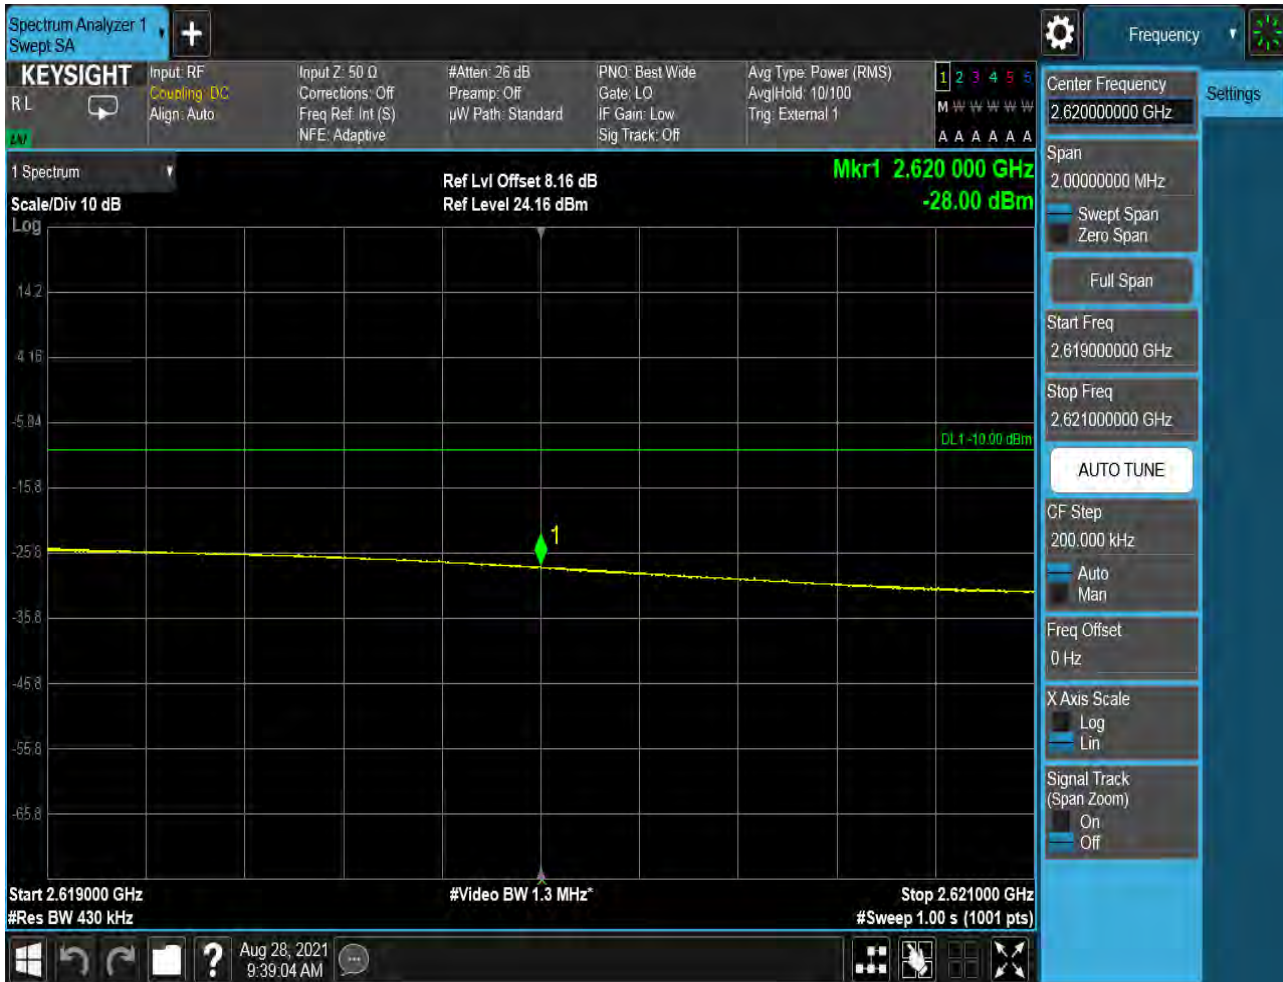 Spectrum Analyzer 1
Swept SA
Frequency
KEYSIGHT
R L
LXI
Input: RF
Coupling: DC
Align: Auto
Input Z: 50 Ω
Corrections: Off
Freq Ref: Int (S)
NFE: Adaptive
#Atten: 26 dB
Preamp: Off
µW Path: Standard
PNO: Best Wide
Gate: LO
IF Gain: Low
Sig Track: Off
Avg Type: Power (RMS)
Avg|Hold: 10/100
Trig: External 1
1 2 3 4 5 6
M W W W W W
A A A A A A
1 Spectrum
Scale/Div 10 dB
Log
Ref Lvl Offset 8.16 dB
Ref Level 24.16 dBm
Mkr1 2.620 000 GHz
-28.00 dBm
14.2
4.16
-5.84
DL1 -10.00 dBm
-15.8
1
-25.8
-35.8
-45.8
-55.8
-65.8
Start 2.619000 GHz
#Res BW 430 kHz
#Video BW 1.3 MHz*
Stop 2.621000 GHz
#Sweep 1.00 s (1001 pts)
Aug 28, 2021
9:39:04 AM
Center Frequency
2.620000000 GHz
Settings
Span
2.00000000 MHz
Swept Span
Zero Span
Full Span
Start Freq
2.619000000 GHz
Stop Freq
2.621000000 GHz
AUTO TUNE
CF Step
200.000 kHz
Auto
Man
Freq Offset
0 Hz
X Axis Scale
Log
Lin
Signal Track
(Span Zoom)
On
Off